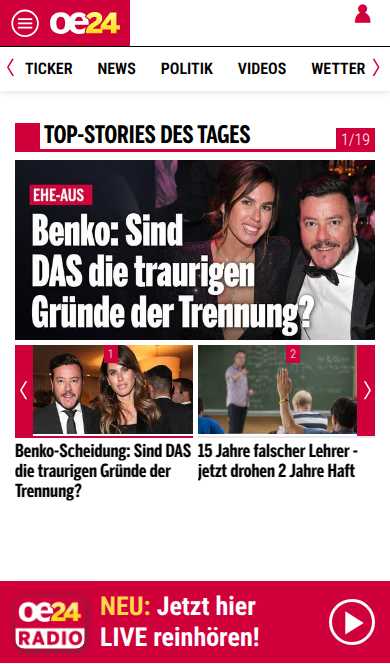 oe24
TICKER NEWS POLITIK VIDEOS WETTER
TOP-STORIES DES TAGES
1/19
EHE-AUS
Benko: Sind
DAS die traurigen
Gründe der Trennung?
1
2
Benko-Scheidung: Sind DAS
die traurigen Gründe der
Trennung?
15 Jahre falscher Lehrer -
jetzt drohen 2 Jahre Haft
oe24
RADIO
NEU: Jetzt hier
LIVE reinhören!